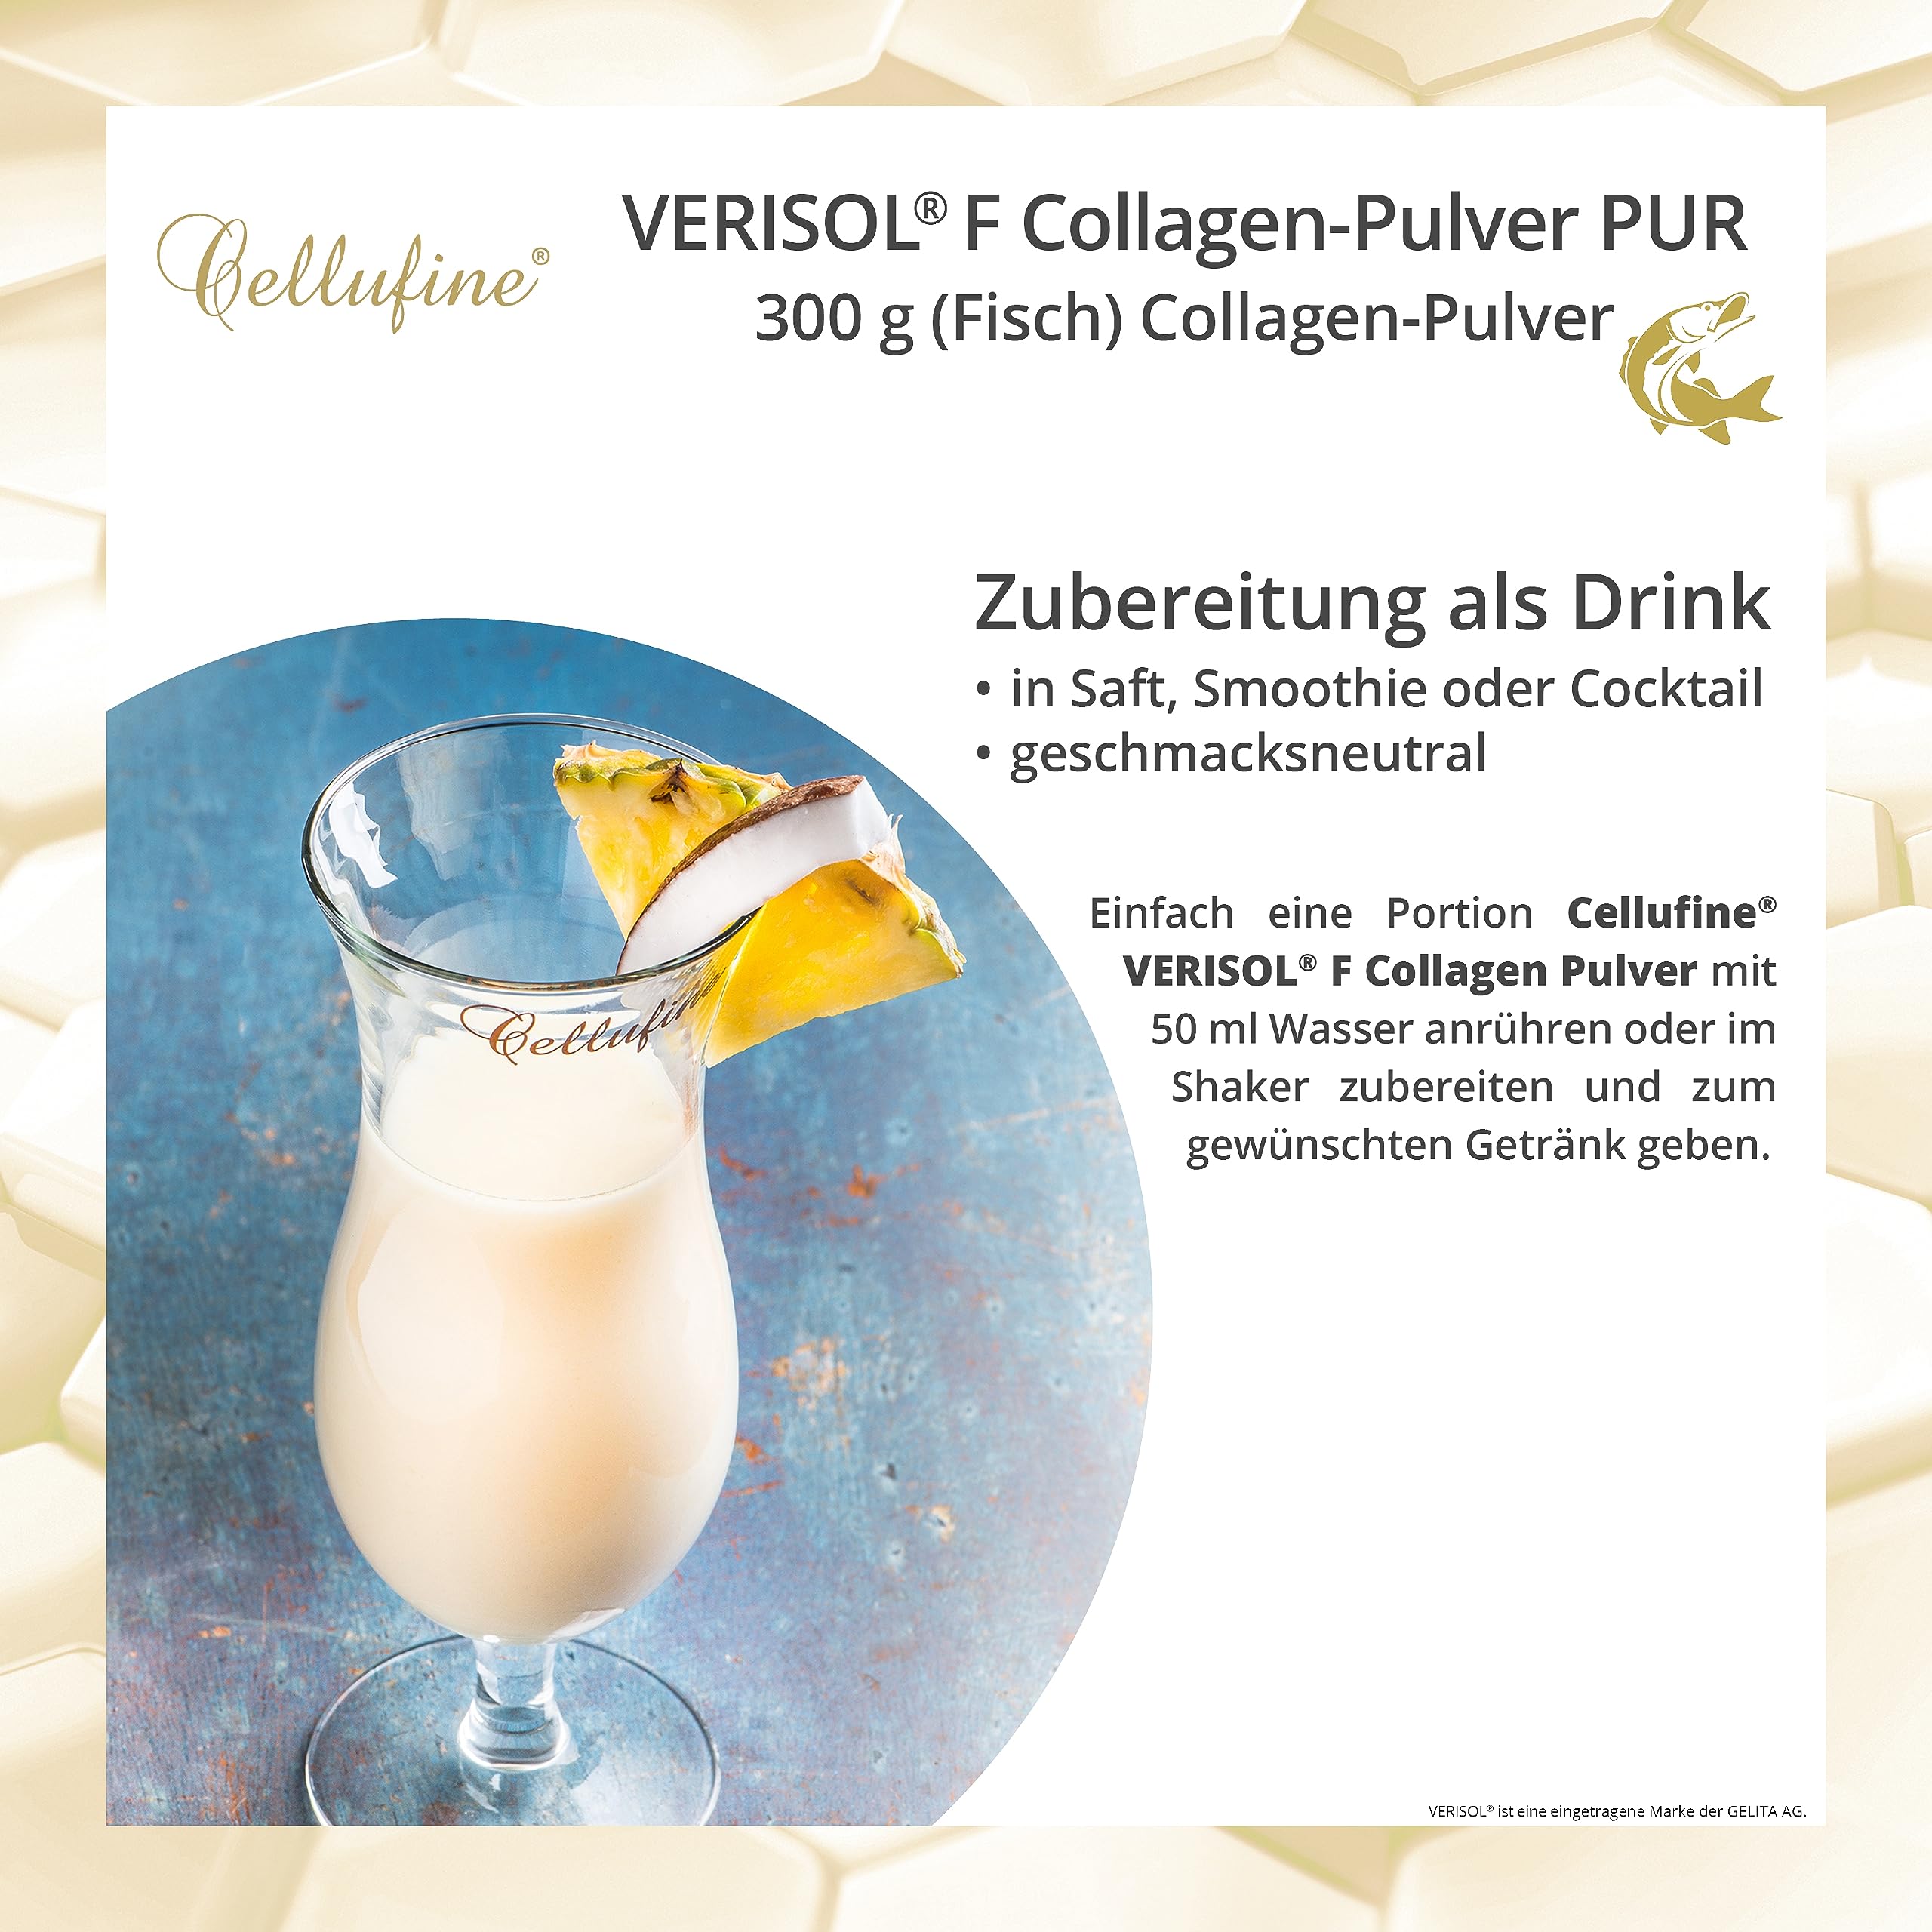 Cellufine®
VERISOL® F Collagen-Pulver PUR
300 g (Fisch) Collagen-Pulver
Zubereitung als Drink
• in Saft, Smoothie oder Cocktail
• geschmacksneutral
Einfach eine Portion Cellufine®
VERISOL® F Collagen Pulver mit
50 ml Wasser anrühren oder im
Shaker zubereiten und zum
gewünschten Getränk geben.
Cellufine
VERISOL® ist eine eingetragene Marke der GELITA AG.